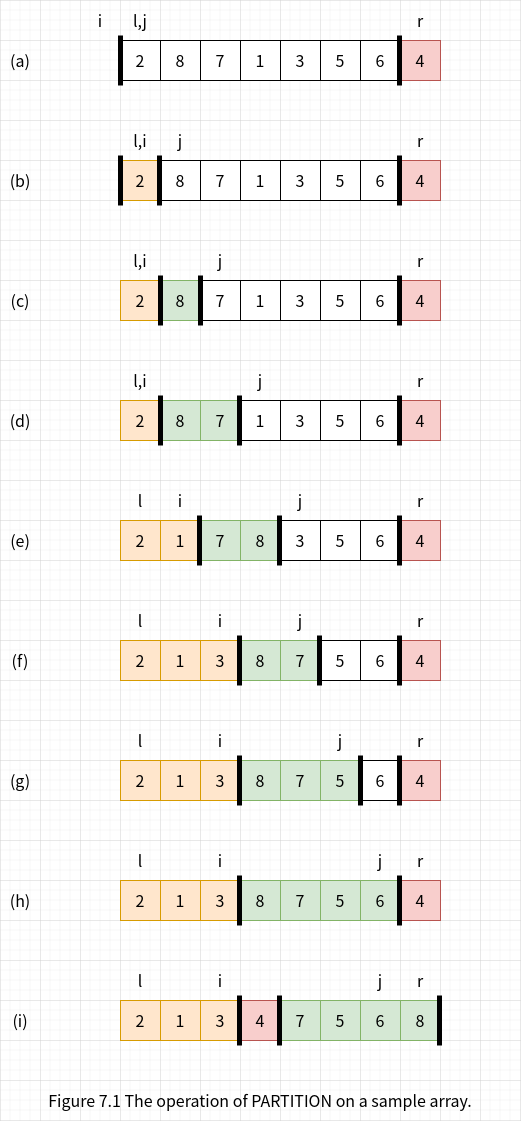 i l,j r
(a) 2 8 7 1 3 5 6 4
l,i j r
(b) 2 8 7 1 3 5 6 4
l,i j r
(c) 2 8 7 1 3 5 6 4
l,i j r
(d) 2 8 7 1 3 5 6 4
l i j r
(e) 2 1 7 8 3 5 6 4
l i j r
(f) 2 1 3 8 7 5 6 4
l i j r
(g) 2 1 3 8 7 5 6 4
l i j r
(h) 2 1 3 8 7 5 6 4
l i j r
(i) 2 1 3 4 7 5 6 8
Figure 7.1 The operation of PARTITION on a sample array.